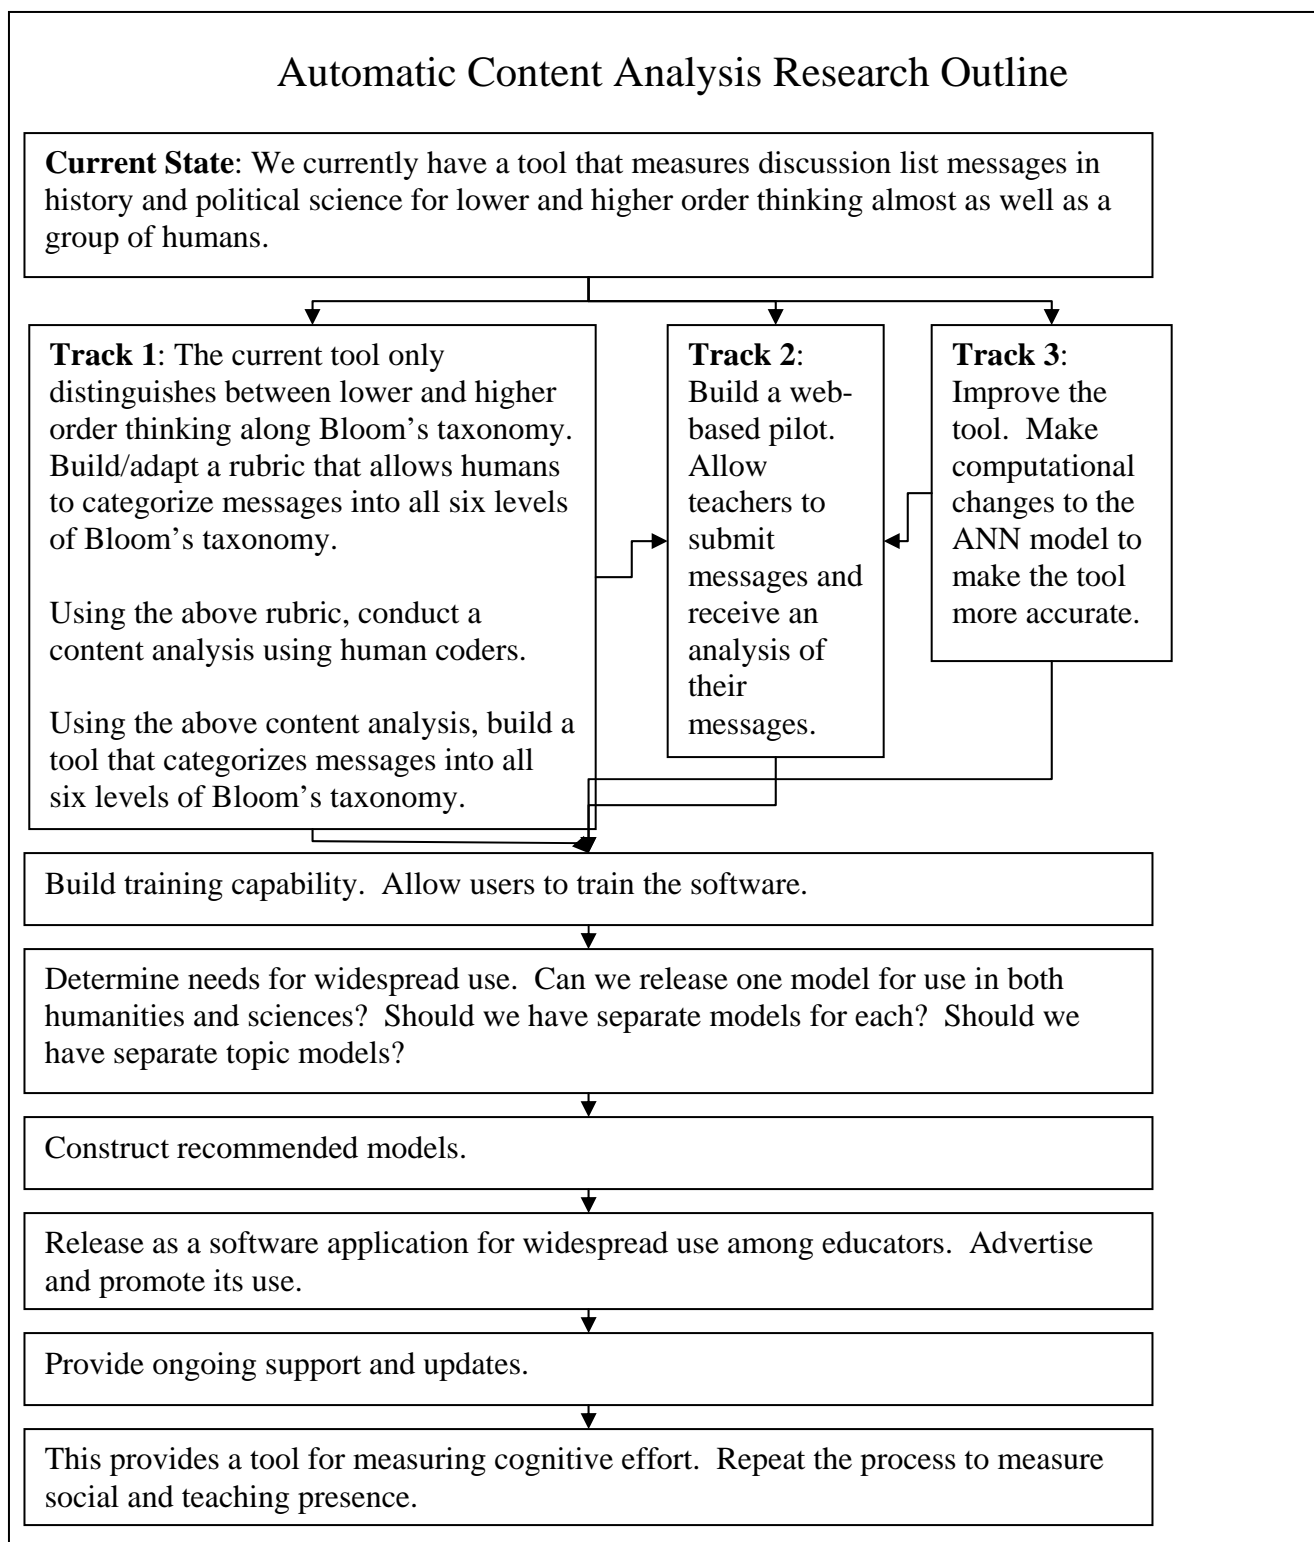 Automatic Content Analysis Research Outline
Current State: We currently have a tool that measures discussion list messages in
history and political science for lower and higher order thinking almost as well as a
group of humans.
Track 1: The current tool only
distinguishes between lower and higher
order thinking along Bloom’s taxonomy.
Build/adapt a rubric that allows humans
to categorize messages into all six levels
of Bloom’s taxonomy.
Using the above rubric, conduct a
content analysis using human coders.
Using the above content analysis, build a
tool that categorizes messages into all
six levels of Bloom’s taxonomy.
Track 2:
Build a web-
based pilot.
Allow
teachers to
submit
messages and
receive an
analysis of
their
messages.
Track 3:
Improve the
tool.  Make
computational
changes to the
ANN model to
make the tool
more accurate.
Build training capability.  Allow users to train the software.
Determine needs for widespread use.  Can we release one model for use in both
humanities and sciences?  Should we have separate models for each?  Should we
have separate topic models?
Construct recommended models.
Release as a software application for widespread use among educators.  Advertise
and promote its use.
Provide ongoing support and updates.
This provides a tool for measuring cognitive effort.  Repeat the process to measure
social and teaching presence.